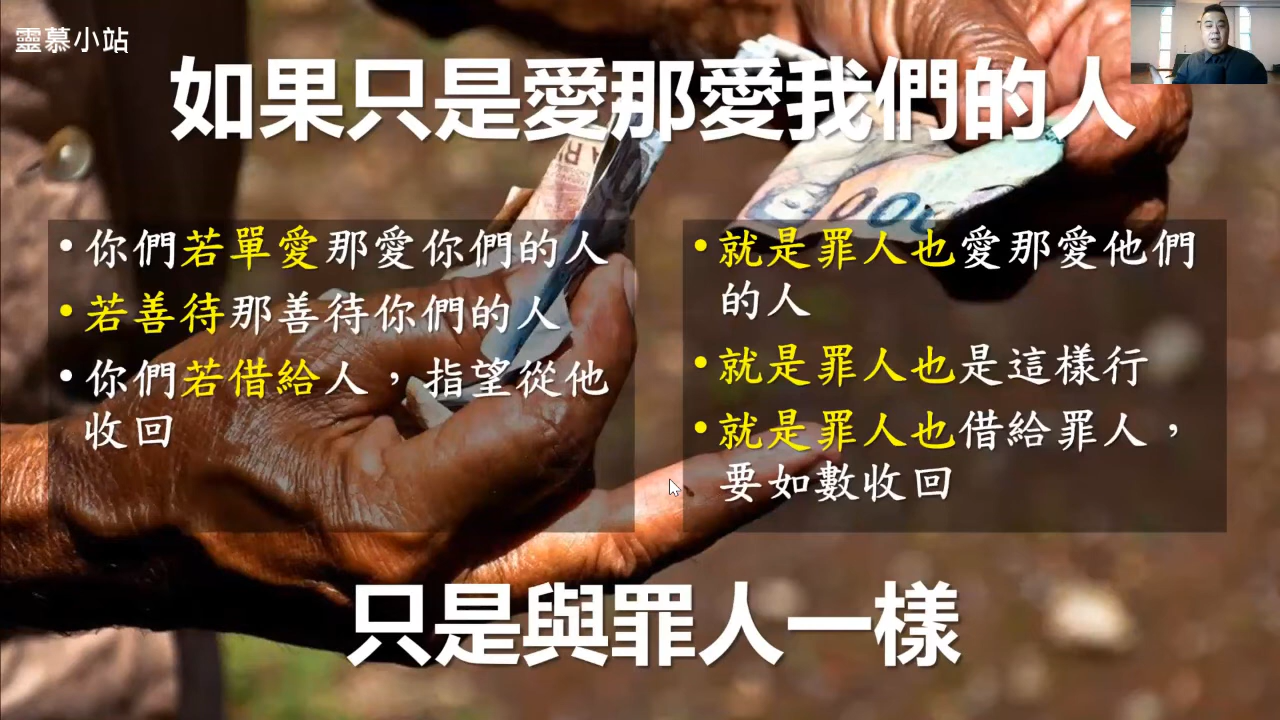 靈慕小站
如果只是愛那愛我們的人
• 你們若單愛那愛你們的人
• 若善待那善待你們的人
• 你們若借給人，指望從他
收回
• 就是罪人也愛那愛他們
的人
• 就是罪人也是這樣行
• 就是罪人也借給罪人，
要如數收回
只是與罪人一樣